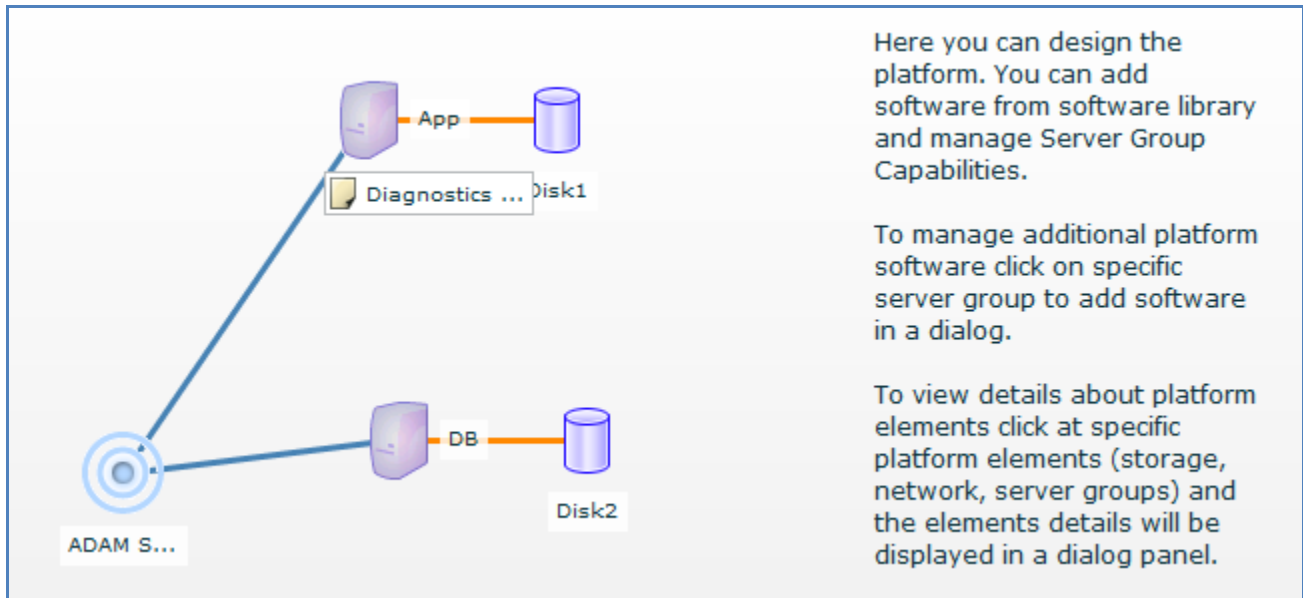 App
Diagnostics ...
Disk1
DB
Disk2
ADAM S...
Here you can design the
platform. You can add
software from software library
and manage Server Group
Capabilities.
To manage additional platform
software click on specific
server group to add software
in a dialog.
To view details about platform
elements click at specific
platform elements (storage,
network, server groups) and
the elements details will be
displayed in a dialog panel.